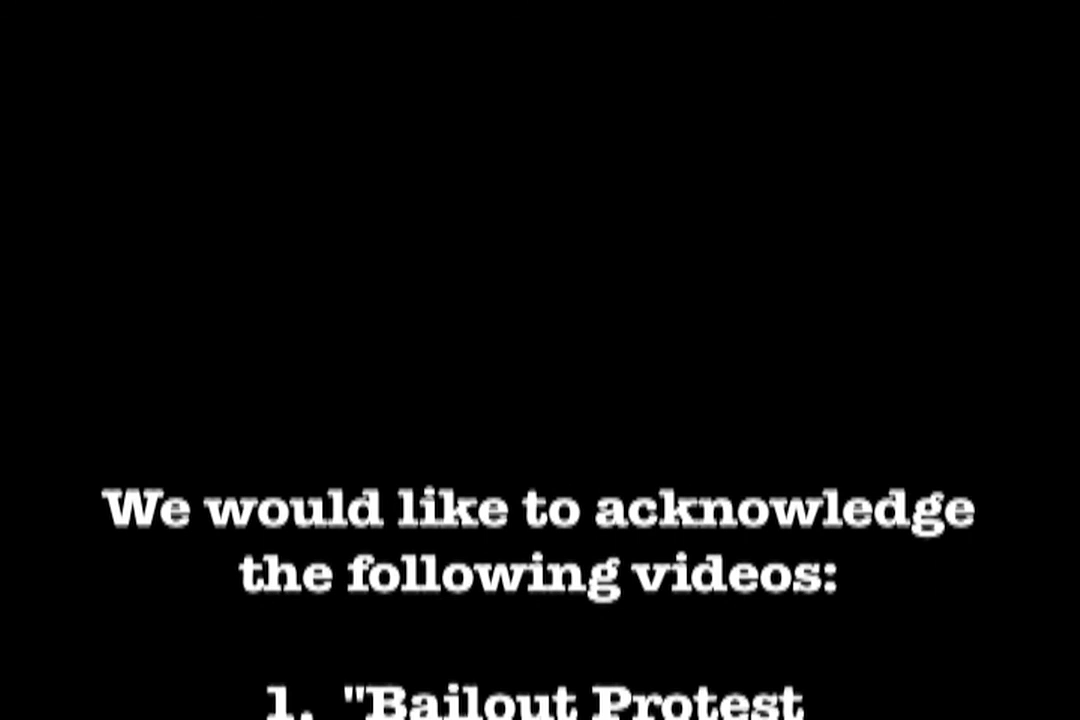 We would like to acknowledge
the following videos:
1. "Bailout Protest